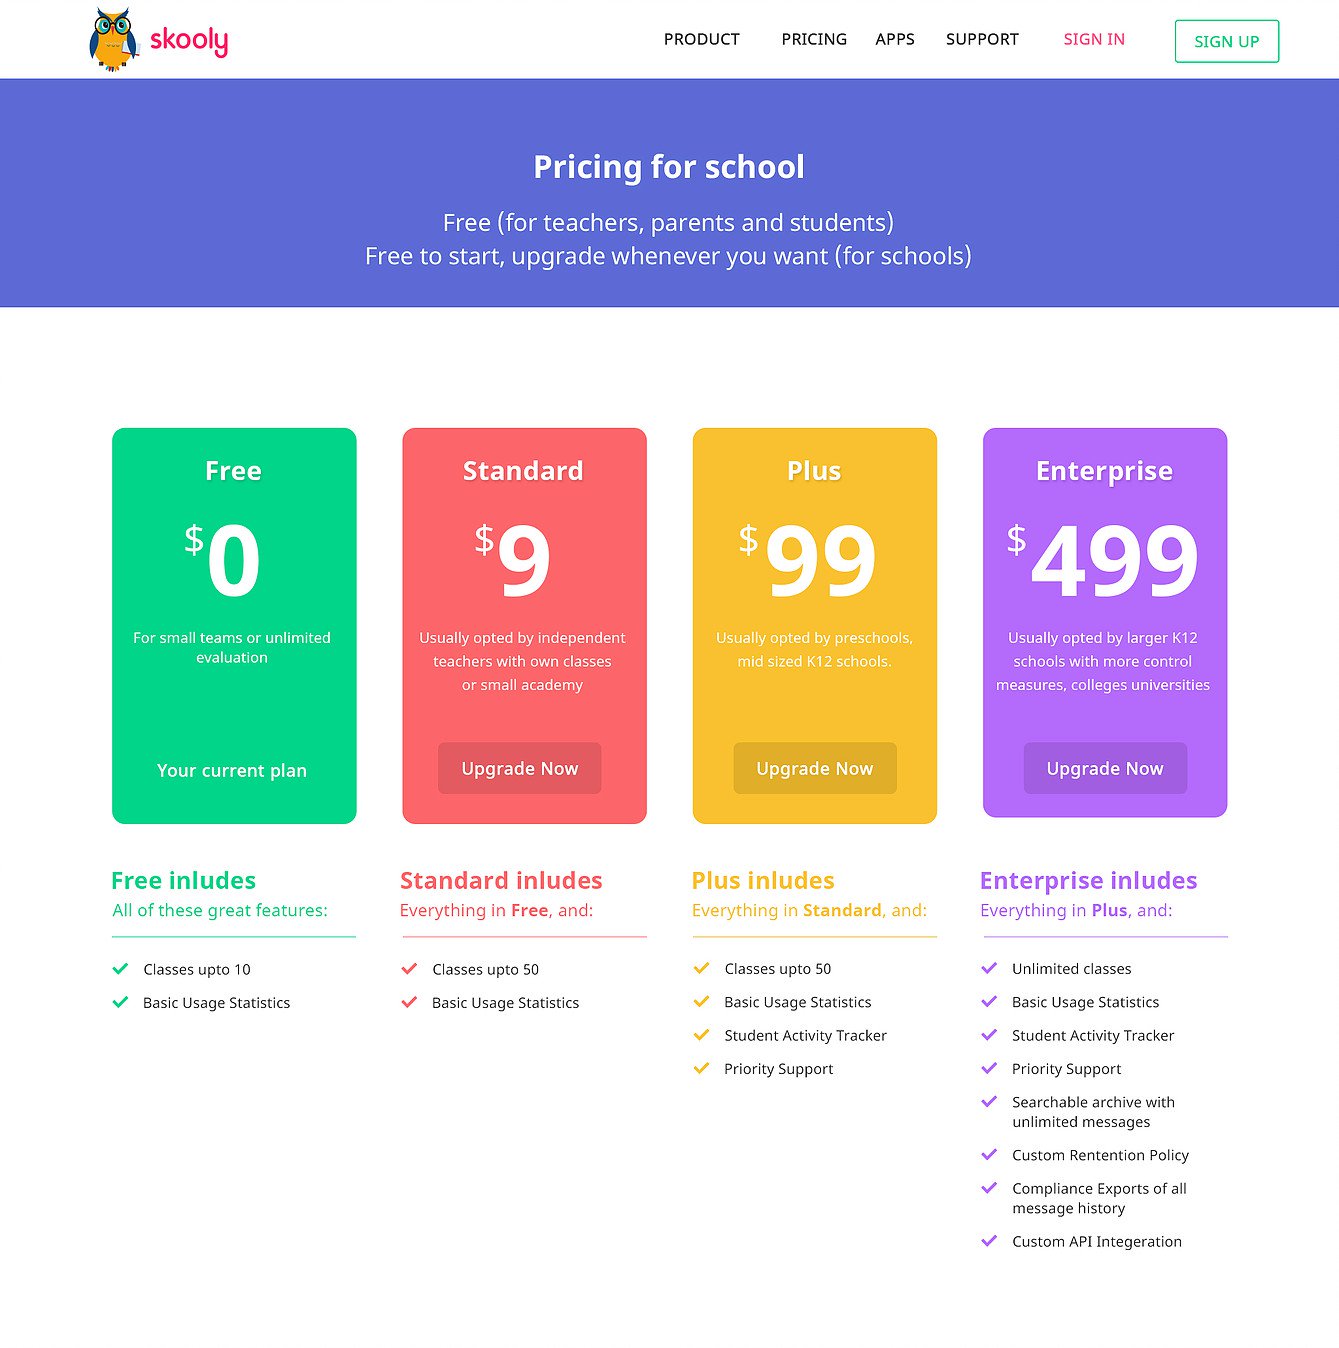 skooly
PRODUCT PRICING APPS SUPPORT SIGN IN SIGN UP
Pricing for school
Free (for teachers, parents and students)
Free to start, upgrade whenever you want (for schools)
Free
$0
For small teams or unlimited
evaluation
Your current plan
Standard
$9
Usually opted by independent
teachers with own classes
or small academy
Upgrade Now
Plus
$99
Usually opted by preschools,
mid sized K12 schools.
Upgrade Now
Enterprise
$499
Usually opted by larger K12
schools with more control
measures, colleges universities
Upgrade Now
Free inludes
All of these great features:
Classes upto 10
Basic Usage Statistics
Standard inludes
Everything in Free, and:
Classes upto 50
Basic Usage Statistics
Plus inludes
Everything in Standard, and:
Classes upto 50
Basic Usage Statistics
Student Activity Tracker
Priority Support
Enterprise inludes
Everything in Plus, and:
Unlimited classes
Basic Usage Statistics
Student Activity Tracker
Priority Support
Searchable archive with
unlimited messages
Custom Rentention Policy
Compliance Exports of all
message history
Custom API Integeration